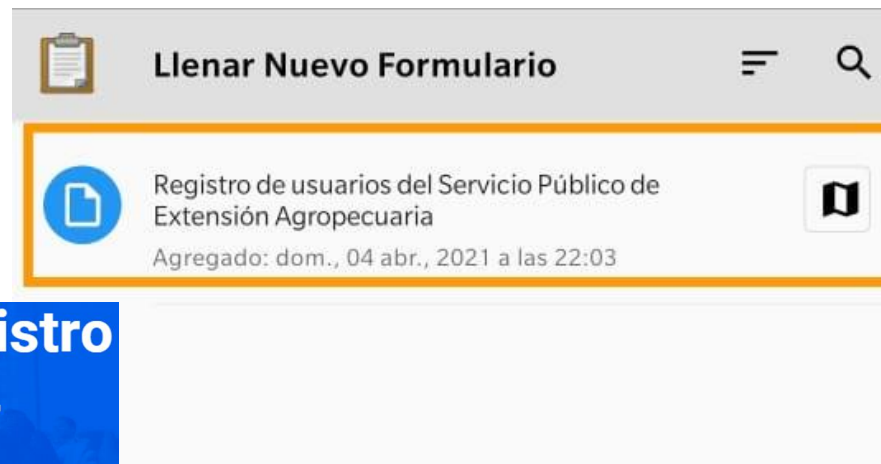 Llenar Nuevo Formulario
Registro de usuarios del Servicio Público de
Extensión Agropecuaria
Agregado: dom., 04 abr., 2021 a las 22:03
istro